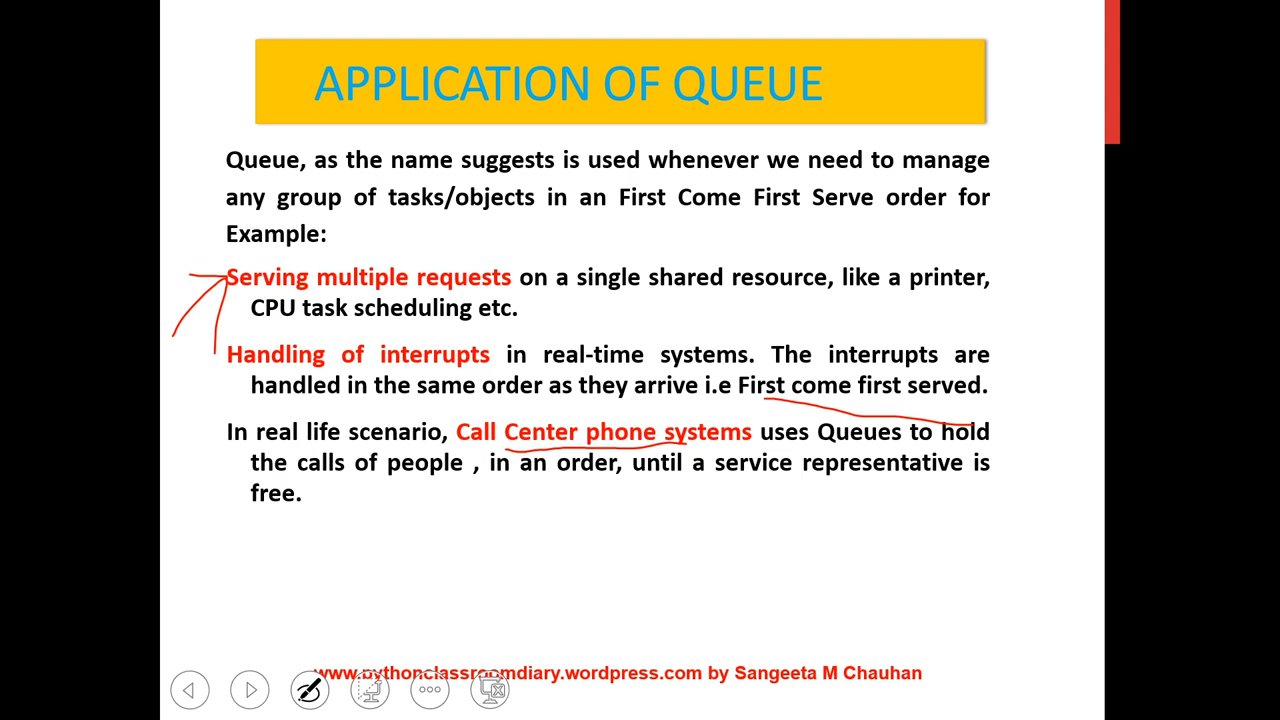 APPLICATION OF QUEUE
Queue, as the name suggests is used whenever we need to manage
any group of tasks/objects in an First Come First Serve order for
Example:
Serving multiple requests on a single shared resource, like a printer,
CPU task scheduling etc.
Handling of interrupts in real-time systems. The interrupts are
handled in the same order as they arrive i.e First come first served.
In real life scenario, Call Center phone systems uses Queues to hold
the calls of people , in an order, until a service representative is
free.
www.pythonclassroomdiary.wordpress.com by Sangeeta M Chauhan